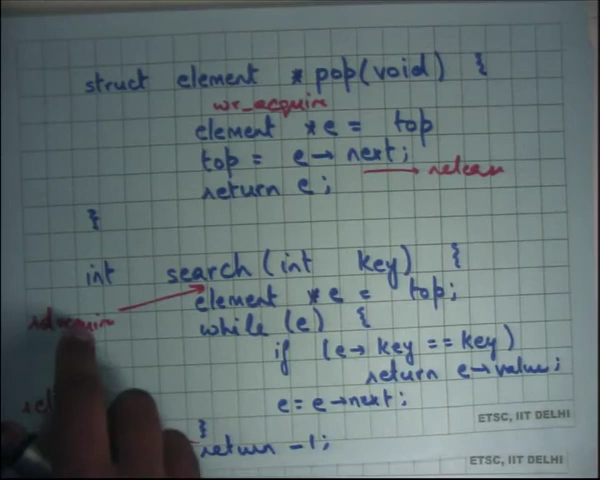 struct element * pop(void) {
wr_acquire
element *e = top
top = e→next;
→ release
return e;
}
int search(int key) {
element *e = top;
rdacquire
while (e) {
if (e→key == key)
return e→value;
e = e→next;
ETSC, IIT DELHI
}
return -1;
ETSC, IIT DELHI